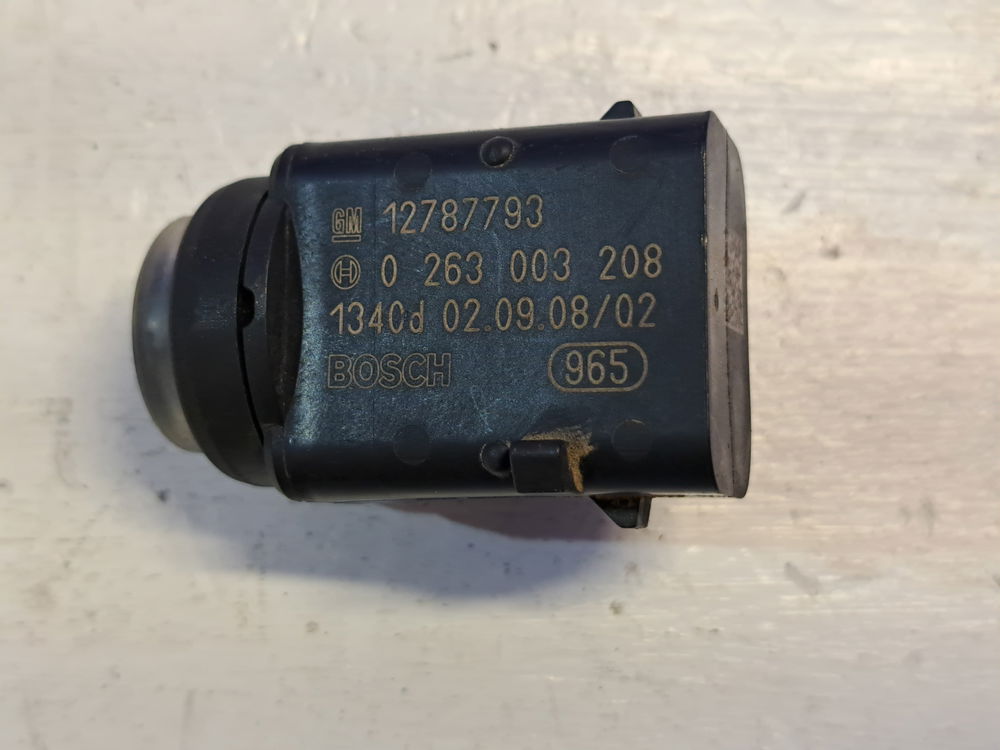 GM 12787793
0 263 003 208
1340d 02.09.08/02
BOSCH 965